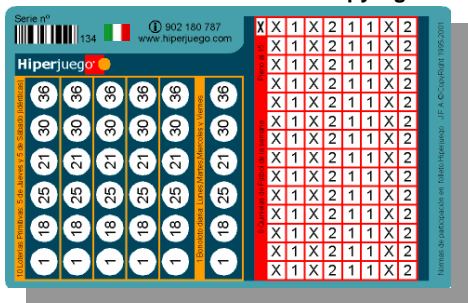 Serie nº
134
ⓘ 902 180 787
www.hiperjuego.com
Hiperjuego
10 Loterías Primitivas: 5 de Jueves y 5 de Sábado (idénticas)
36 36 36 36 36 36
30 30 30 30 30 30
21 21 21 21 21 21
25 25 25 25 25 25
18 18 18 18 18 18
1 1 1 1 1 1
1 Bonoloto diaria: Lunes,Martes,Miercoles y Viernes
Pleno al 15
8 Quinielas de Fútbol de la semana
X X 1 X 2 1 1 X 2
X 1 X 2 1 1 X 2
X 1 X 2 1 1 X 2
X 1 X 2 1 1 X 2
X 1 X 2 1 1 X 2
X 1 X 2 1 1 X 2
X 1 X 2 1 1 X 2
X 1 X 2 1 1 X 2
X 1 X 2 1 1 X 2
X 1 X 2 1 1 X 2
X 1 X 2 1 1 X 2
X 1 X 2 1 1 X 2
X 1 X 2 1 1 X 2
X 1 X 2 1 1 X 2
X 1 X 2 1 1 X 2
Normas de participación en folleto Hiperjuego J.F.A. ©CopyRight 1995-2001